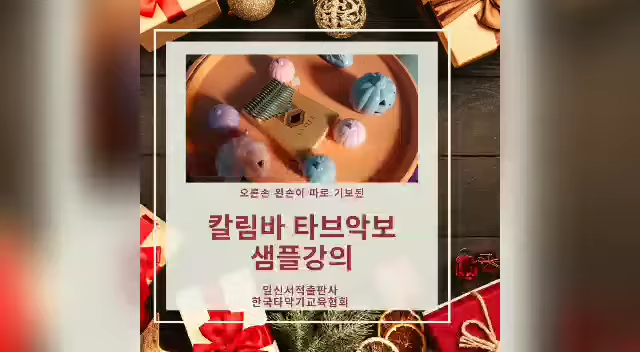 오른손 왼손이 따로 기보된
칼림바 타브악보
샘플강의
일신서적출판사
한국타악기교육협회